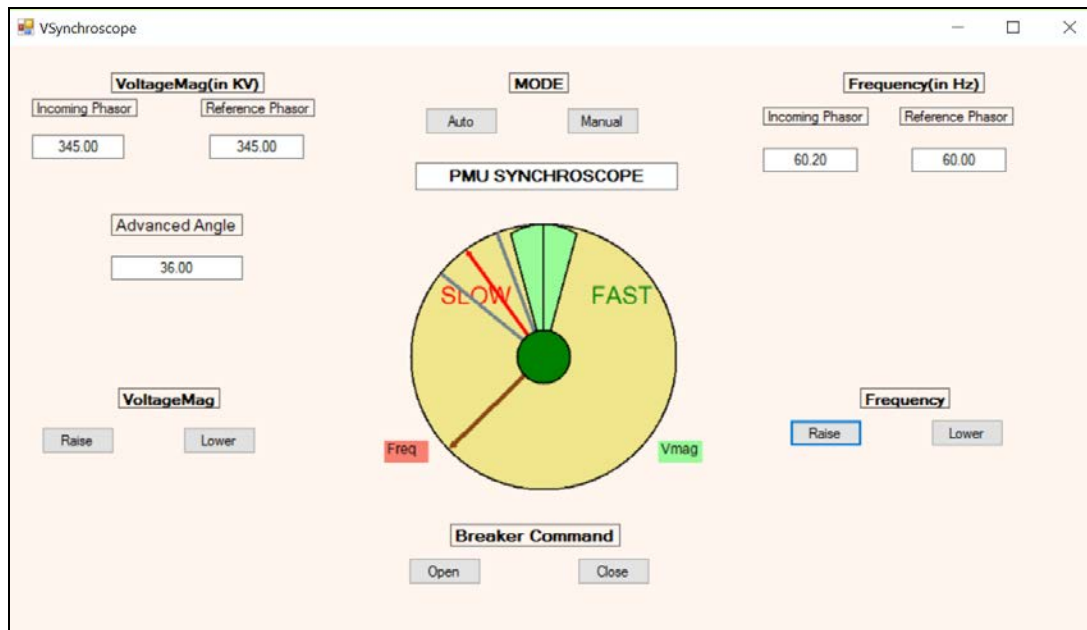 VSynchroscope
VoltageMag(in KV)
MODE
Frequency(in Hz)
Incoming Phasor
Reference Phasor
Auto
Manual
Incoming Phasor
Reference Phasor
345.00
345.00
60.20
60.00
PMU SYNCHROSCOPE
Advanced Angle
36.00
SLOW
FAST
VoltageMag
Frequency
Raise
Lower
Freq
Vmag
Raise
Lower
Breaker Command
Open
Close